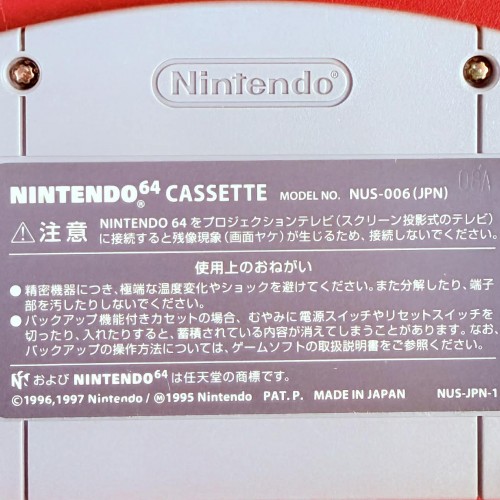 Nintendo®
06A
NINTENDO64® CASSETTE MODEL NO. NUS-006(JPN)
⚠注意 NINTENDO 64をプロジェクションテレビ(スクリーン投影式のテレビ)
に接続すると残像現象(画面ヤケ)が生じるため、接続しないでください。
使用上のおねがい
●精密機器につき、極端な温度変化やショックを避けてください。また分解したり、端子
部を汚したりしないでください。
●バックアップ機能付きカセットの場合、むやみに電源スイッチやリセットスイッチを
切ったり、入れたりすると、蓄積されている内容が消えてしまうことがあります。なお、
バックアップの操作方法については、ゲームソフトの取扱説明書をご参照ください。
および NINTENDO64 は任天堂の商標です。
©1996,1997 Nintendo/Ⓜ1995 Nintendo PAT. P. MADE IN JAPAN NUS-JPN-1